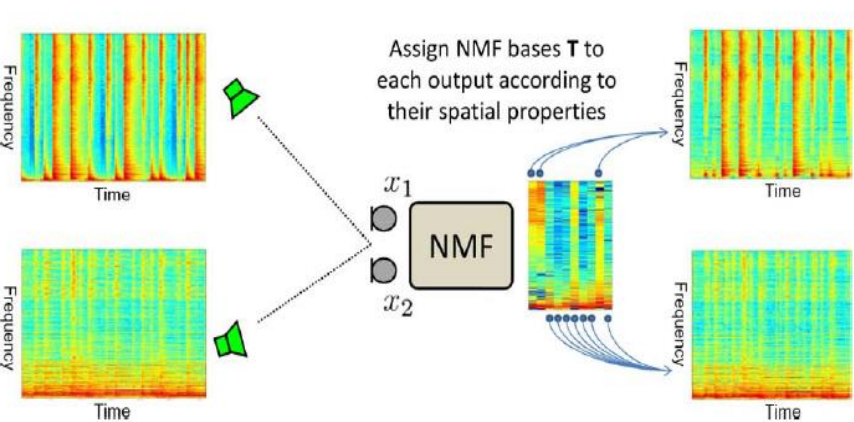 Frequency
Time
Assign NMF bases T to
each output according to
their spatial properties
Frequency
Time
x1
NMF
x2
Frequency
Time
Frequency
Time